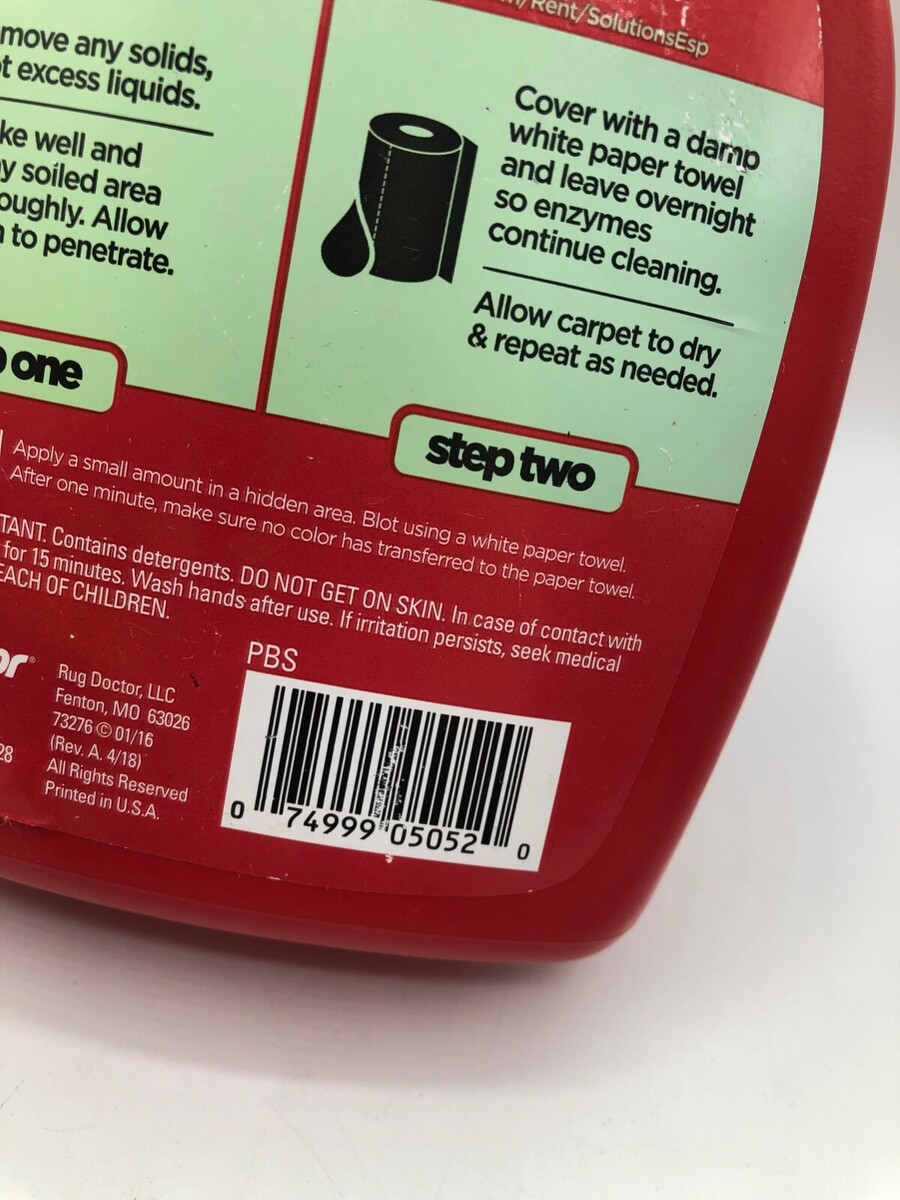 /Rent/SolutionsEsp
move any solids,
t excess liquids.
ke well and
y soiled area
oughly. Allow
to penetrate.
one
Cover with a damp
white paper towel
and leave overnight
so enzymes
continue cleaning.
Allow carpet to dry
& repeat as needed.
step two
Apply a small amount in a hidden area. Blot using a white paper towel.
After one minute, make sure no color has transferred to the paper towel.
TANT. Contains detergents. DO NOT GET ON SKIN. In case of contact with
for 15 minutes. Wash hands after use. If irritation persists, seek medical
EACH OF CHILDREN.
or®
28
Rug Doctor, LLC
Fenton, MO 63026
73276 © 01/16
(Rev. A. 4/18)
All Rights Reserved
Printed in U.S.A.
PBS
0 74999 05052 0